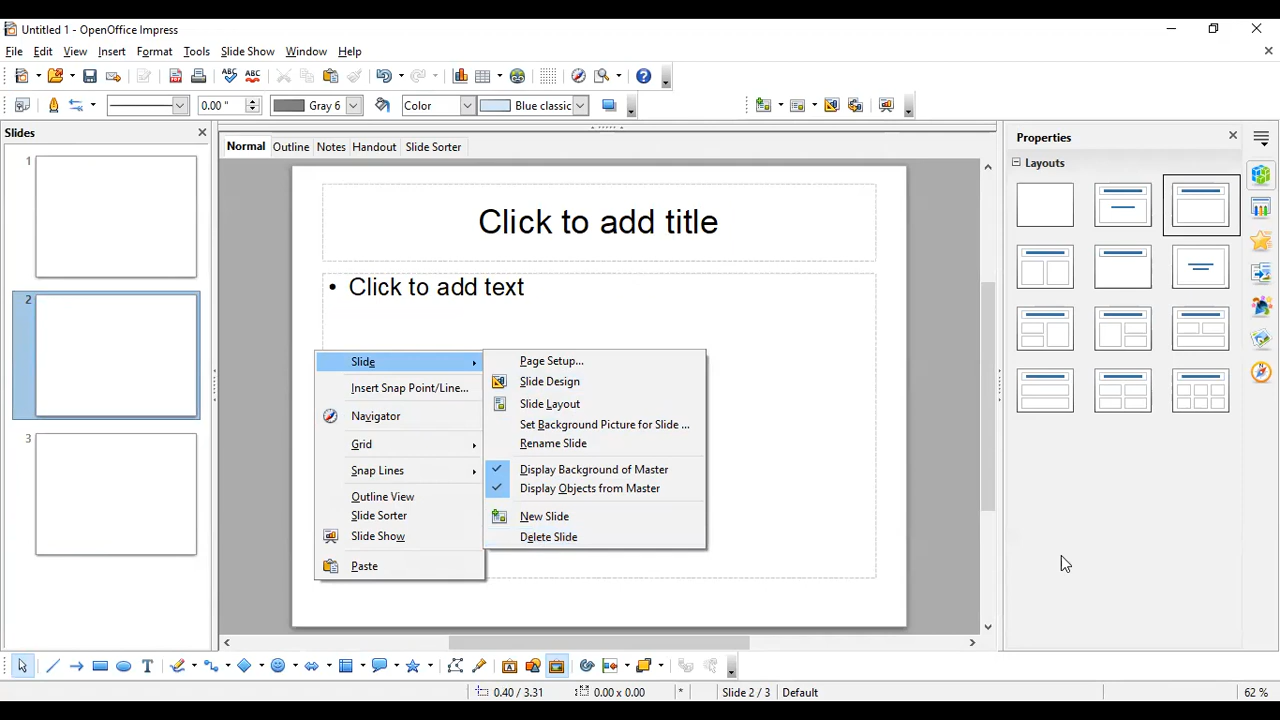 Untitled 1 - OpenOffice Impress
File Edit View Insert Format Tools Slide Show Window Help
0.00 " Gray 6 Color Blue classic
Slides
Normal Outline Notes Handout Slide Sorter
Properties
Layouts
1
2
3
Click to add title
• Click to add text
Slide
Insert Snap Point/Line...
Navigator
Grid
Snap Lines
Outline View
Slide Sorter
Slide Show
Paste
Page Setup...
Slide Design
Slide Layout
Set Background Picture for Slide ...
Rename Slide
Display Background of Master
Display Objects from Master
New Slide
Delete Slide
0.40 / 3.31 0.00 x 0.00 * Slide 2 / 3 Default 62 %